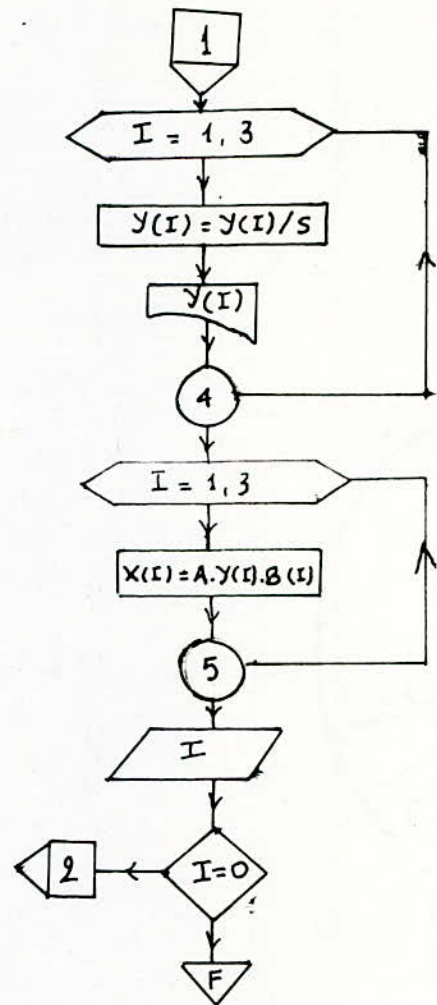 1
I = 1, 3
Y(I) = Y(I)/S
Y(I)
4
I = 1, 3
X(I) = A.Y(I).B(I)
5
I
2
I=0
F